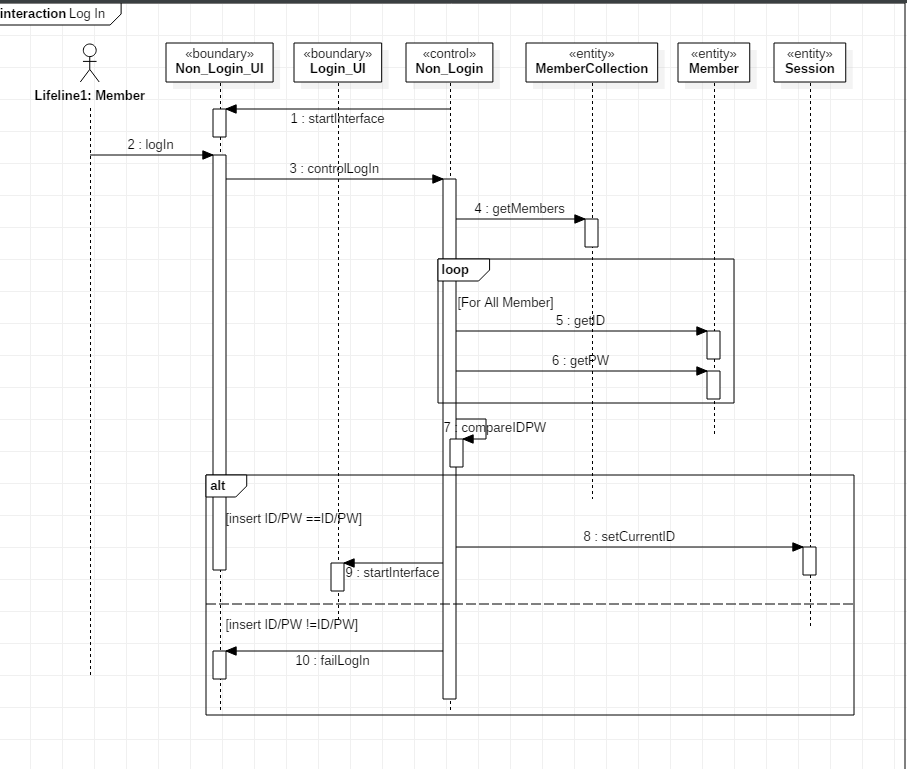 interaction Log In
«boundary»
Non_Login_UI
«boundary»
Login_UI
«control»
Non_Login
«entity»
MemberCollection
«entity»
Member
«entity»
Session
Lifeline1: Member
1 : startInterface
2 : logIn
3 : controlLogIn
4 : getMembers
loop
[For All Member]
5 : getID
6 : getPW
7 : compareIDPW
alt
[insert ID/PW ==ID/PW]
8 : setCurrentID
9 : startInterface
[insert ID/PW !=ID/PW]
10 : failLogIn